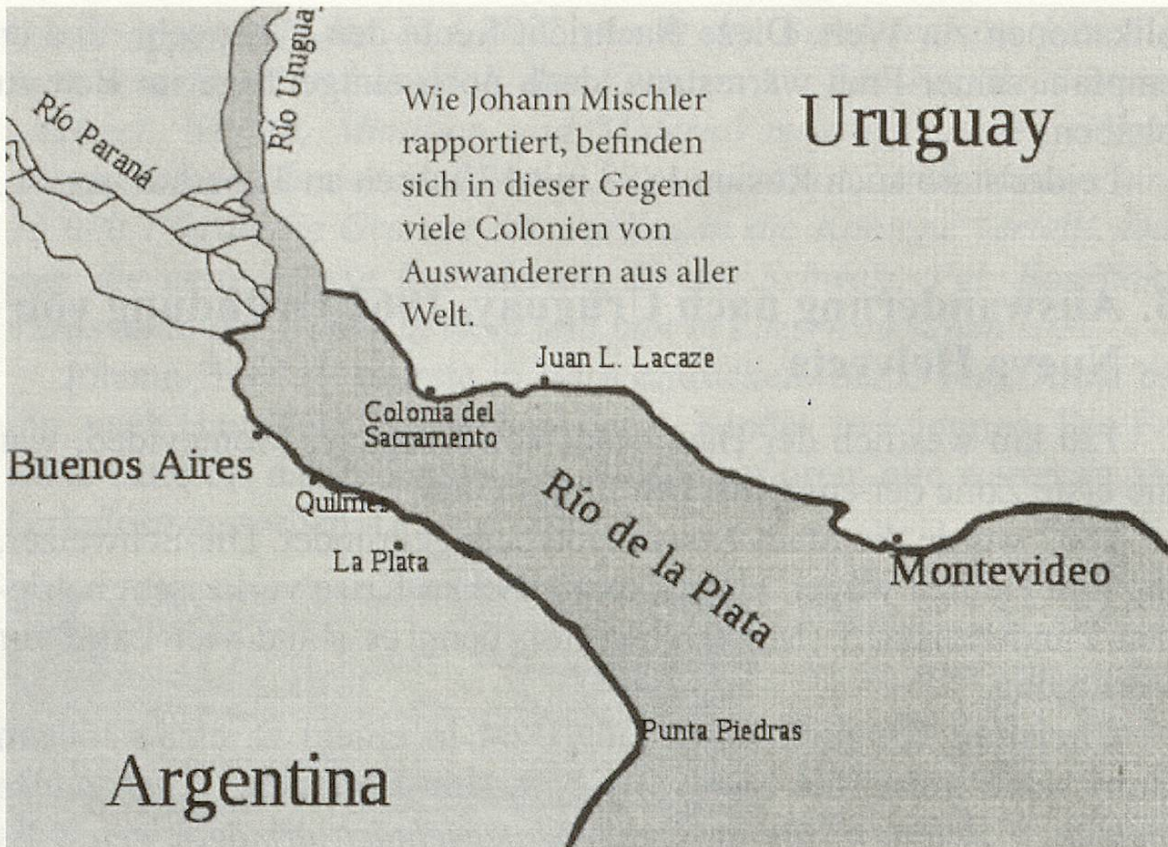 Río Paraná
Río Urugua
Wie Johann Mischler
rapportiert, befinden
sich in dieser Gegend
viele Colonien von
Auswanderern aus aller
Welt.
Uruguay
Juan L. Lacaze
Colonia del
Sacramento
Buenos Aires
Quilmes
La Plata
Río de la Plata
Montevideo
Punta Piedras
Argentina